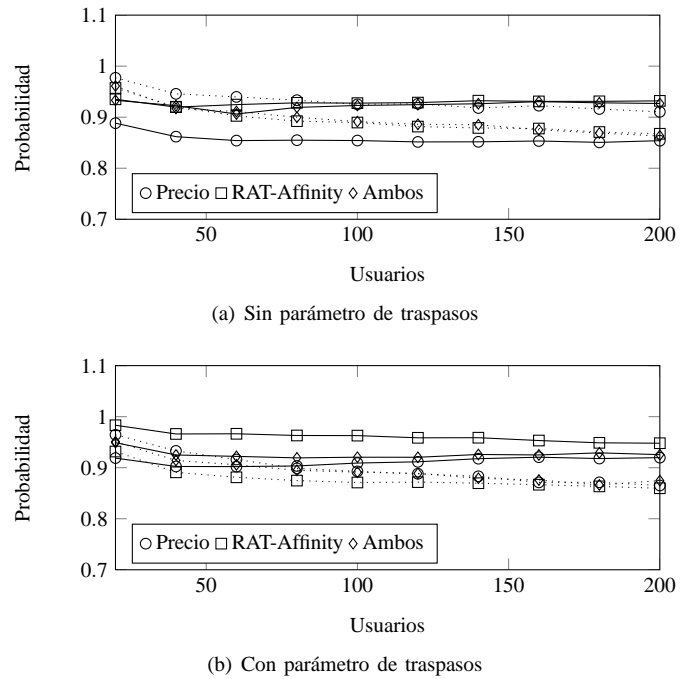 1.1
1
0.9
0.8
0.7
Probabilidad
Precio RAT-Affinity Ambos
50 100 150 200
Usuarios
(a) Sin parámetro de traspasos
1.1
1
0.9
0.8
0.7
Probabilidad
Precio RAT-Affinity Ambos
50 100 150 200
Usuarios
(b) Con parámetro de traspasos